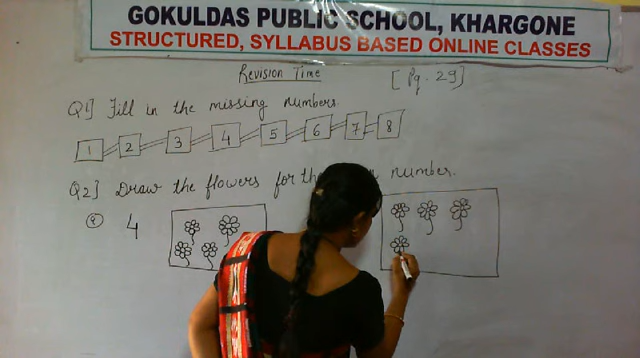 GOKULDAS PUBLIC SCHOOL, KHARGONE
STRUCTURED, SYLLABUS BASED ONLINE CLASSES
Revision Time
[Pg. 29]
Q1] Fill in the missing numbers.
1 2 3 4 5 6 7 8
Q2] Draw the flowers for the number.
4